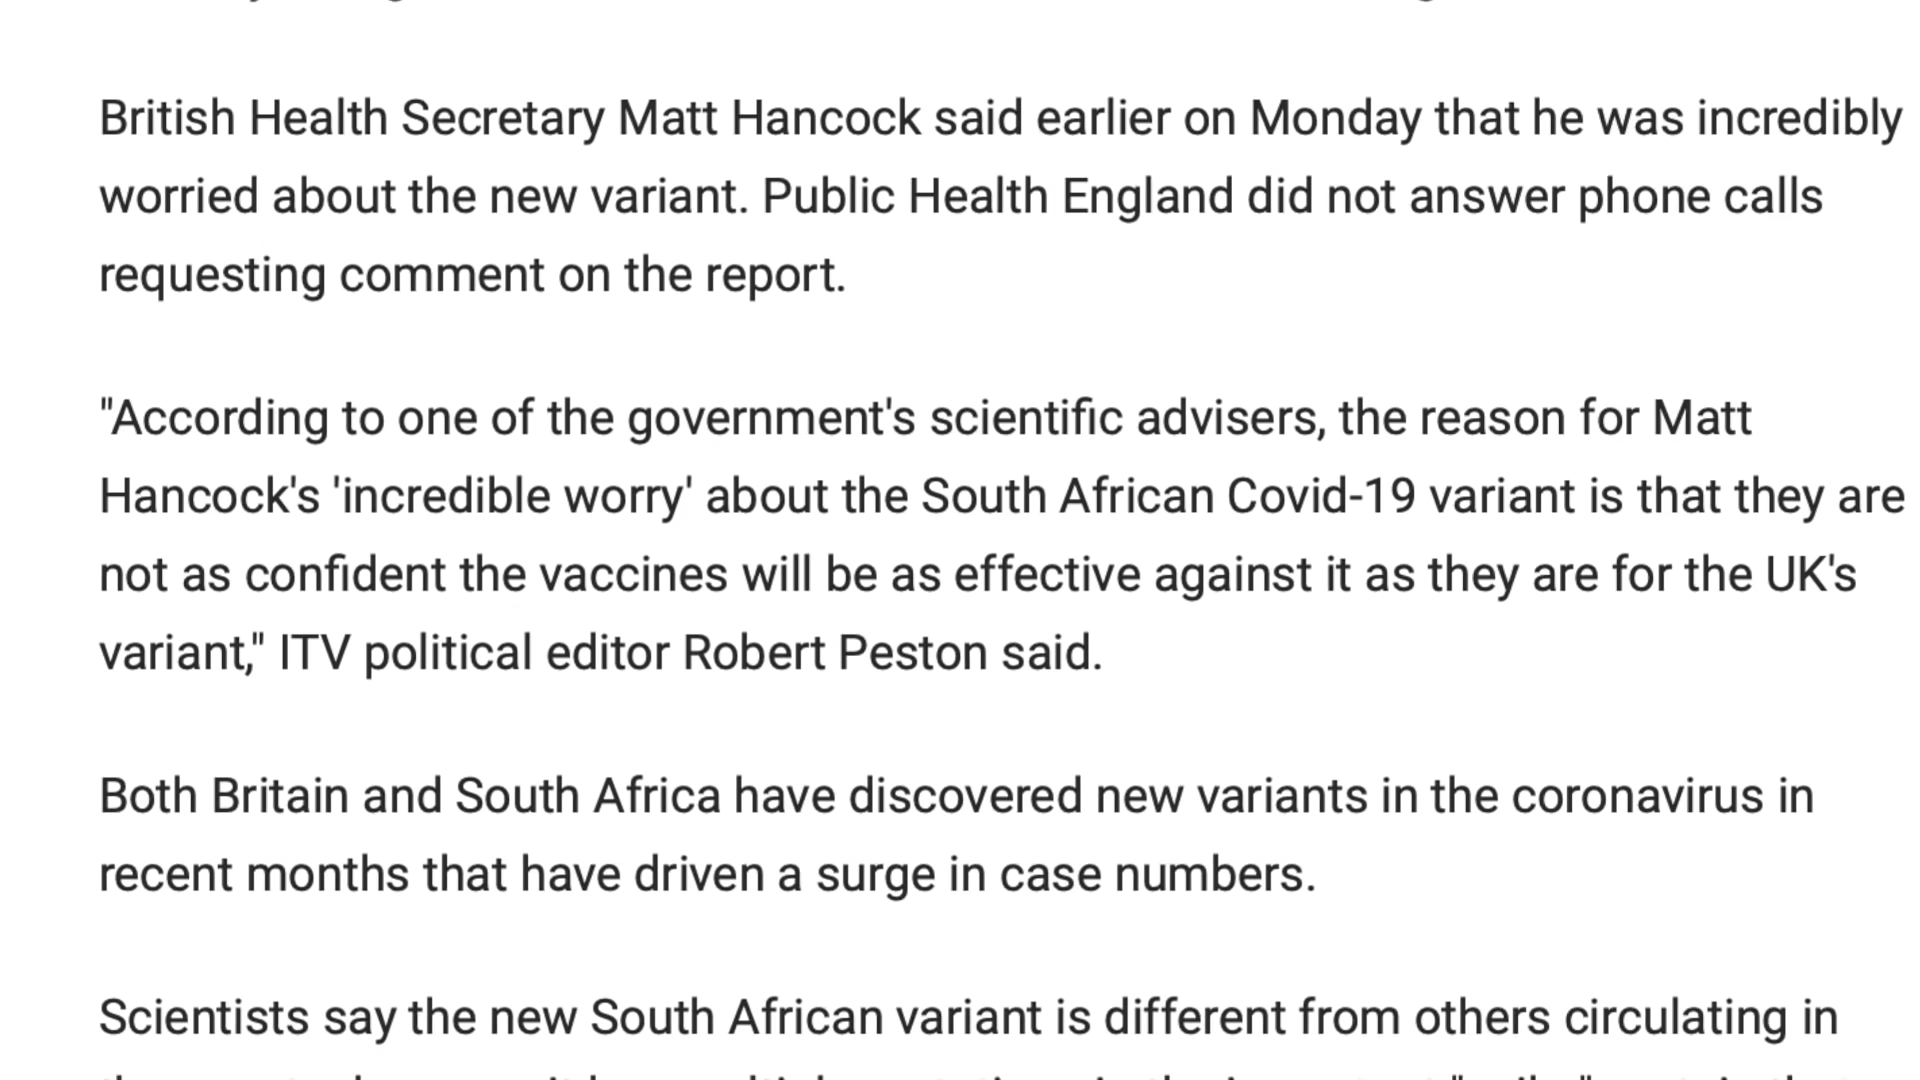 British Health Secretary Matt Hancock said earlier on Monday that he was incredibly
worried about the new variant. Public Health England did not answer phone calls
requesting comment on the report.
"According to one of the government's scientific advisers, the reason for Matt
Hancock's 'incredible worry' about the South African Covid-19 variant is that they are
not as confident the vaccines will be as effective against it as they are for the UK's
variant," ITV political editor Robert Peston said.
Both Britain and South Africa have discovered new variants in the coronavirus in
recent months that have driven a surge in case numbers.
Scientists say the new South African variant is different from others circulating in